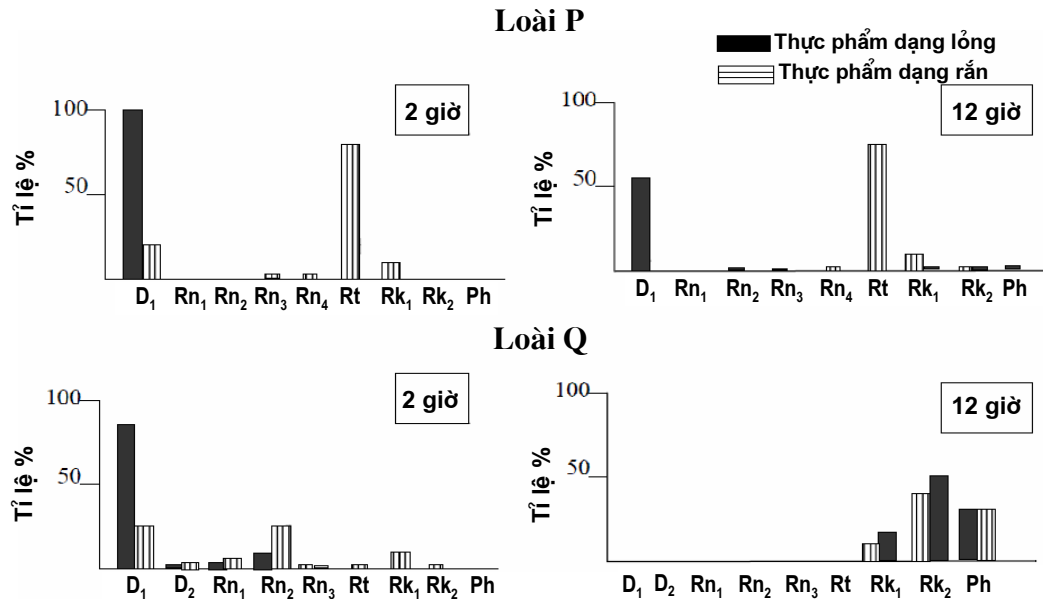 Loài P
Thực phẩm dạng lỏng
Thực phẩm dạng rắn
Tỉ lệ %
100
50
2 giờ
D1 Rn1 Rn2 Rn3 Rn4 Rt Rk1 Rk2 Ph
Tỉ lệ %
100
50
12 giờ
D1 Rn1 Rn2 Rn3 Rn4 Rt Rk1 Rk2 Ph
Loài Q
Tỉ lệ %
100
50
2 giờ
D1 D2 Rn1 Rn2 Rn3 Rt Rk1 Rk2 Ph
Tỉ lệ %
100
50
12 giờ
D1 D2 Rn1 Rn2 Rn3 Rt Rk1 Rk2 Ph